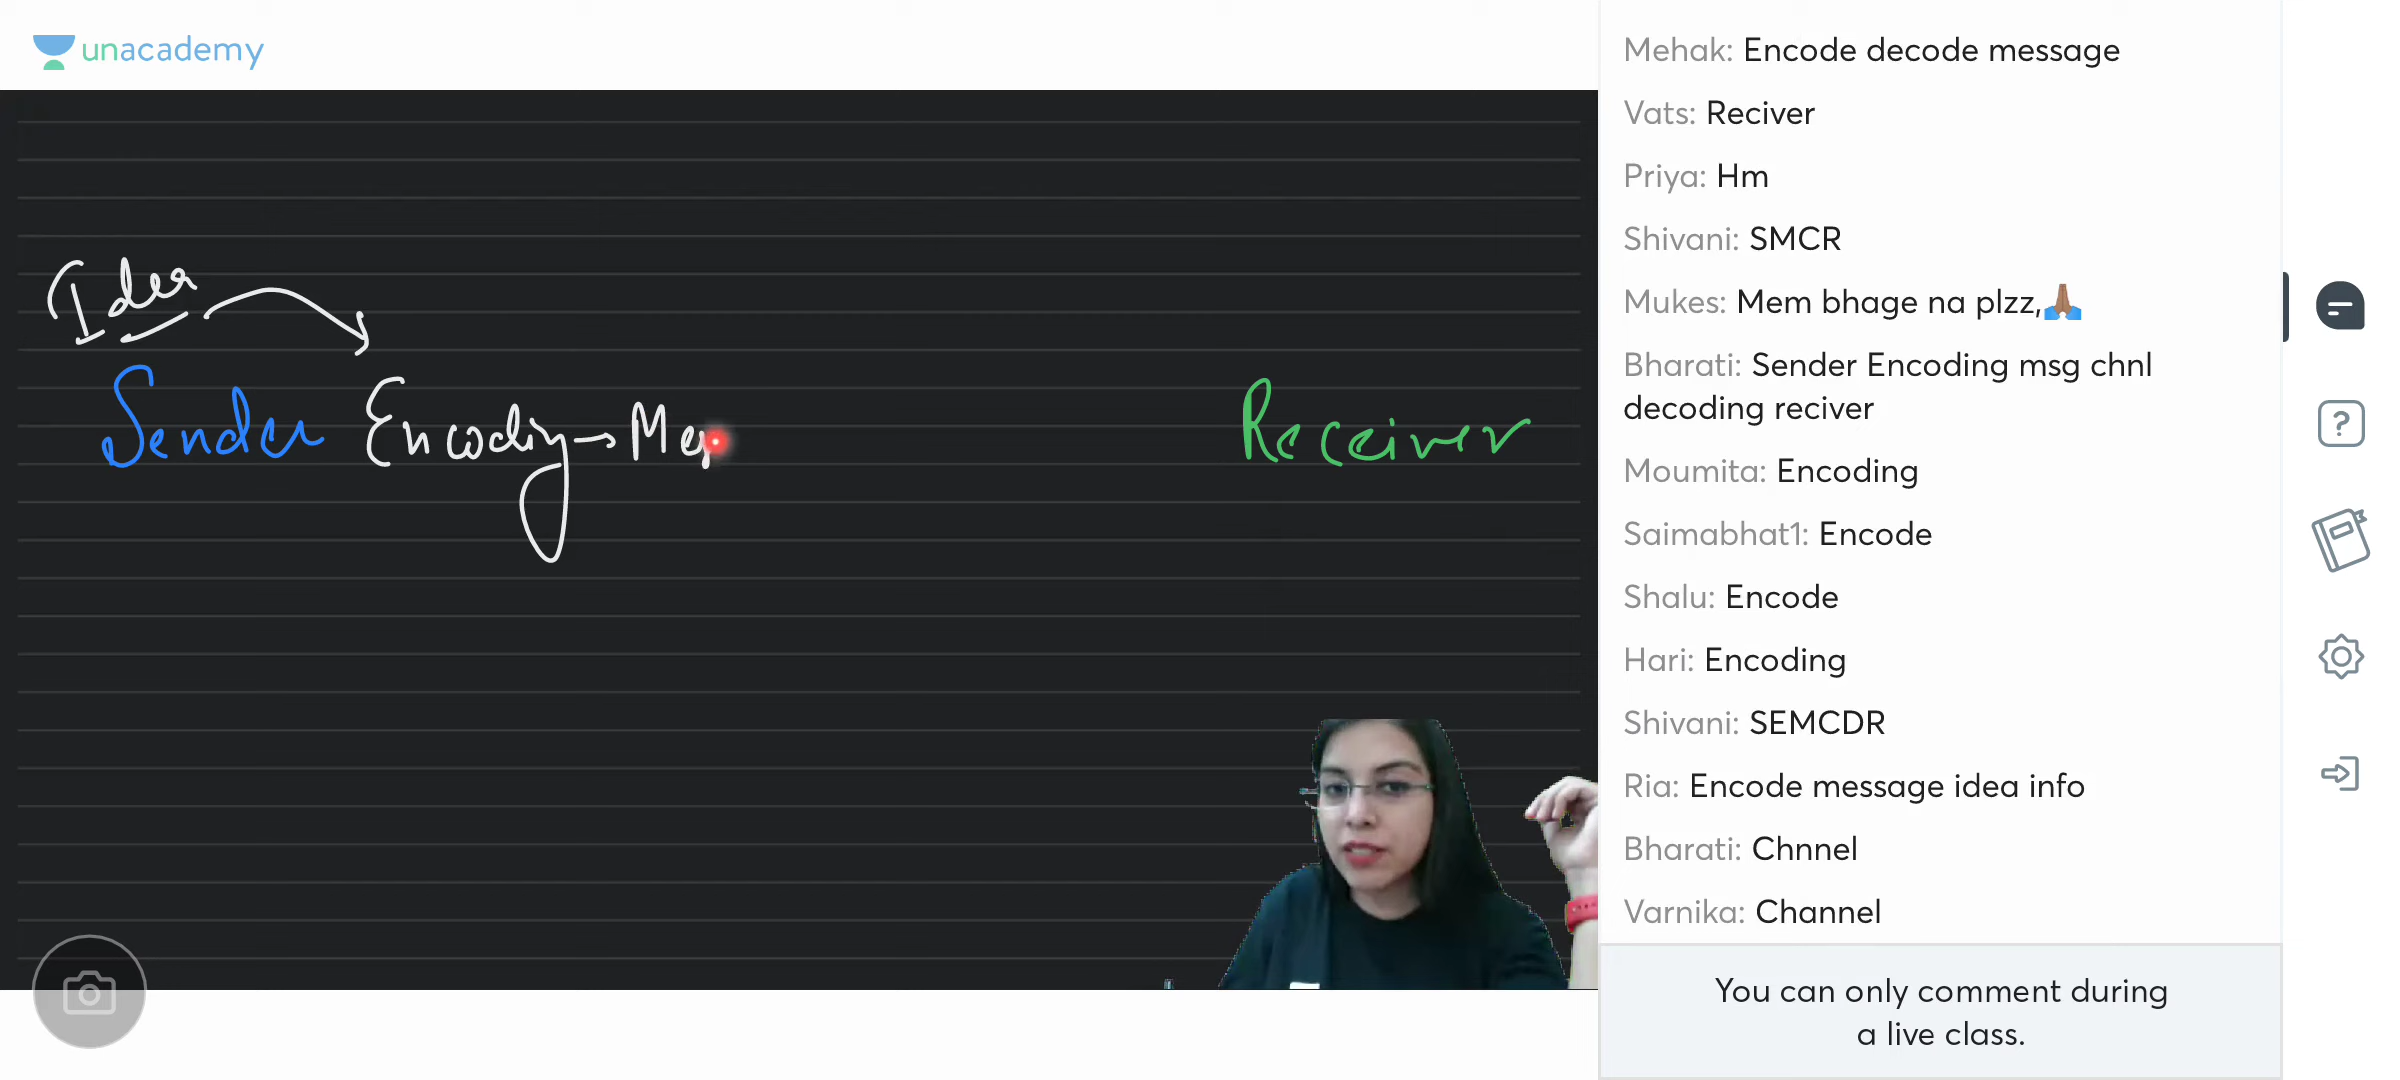 unacademy
Idea
Sender Encoding → Mes Receiver
Mehak: Encode decode message
Vats: Reciver
Priya: Hm
Shivani: SMCR
Mukes: Mem bhage na plzz,🙏🏽
Bharati: Sender Encoding msg chnl
decoding reciver
Moumita: Encoding
Saimabhat1: Encode
Shalu: Encode
Hari: Encoding
Shivani: SEMCDR
Ria: Encode message idea info
Bharati: Chnnel
Varnika: Channel
You can only comment during
a live class.